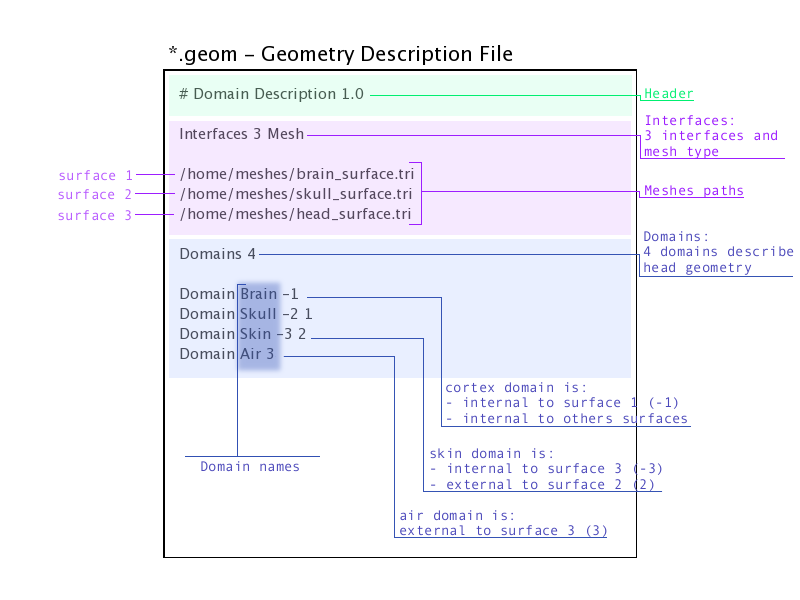 *.geom – Geometry Description File
# Domain Description 1.0
Header
Interfaces 3 Mesh
Interfaces:
3 interfaces and
mesh type
surface 1
/home/meshes/brain_surface.tri
surface 2
/home/meshes/skull_surface.tri
Meshes paths
surface 3
/home/meshes/head_surface.tri
Domains 4
Domains:
4 domains describe
head geometry
Domain Brain –1
Domain Skull –2 1
Domain Skin –3 2
Domain Air 3
cortex domain is:
- internal to surface 1 (-1)
- internal to others surfaces
skin domain is:
- internal to surface 3 (-3)
- external to surface 2 (2)
Domain names
air domain is:
external to surface 3 (3)